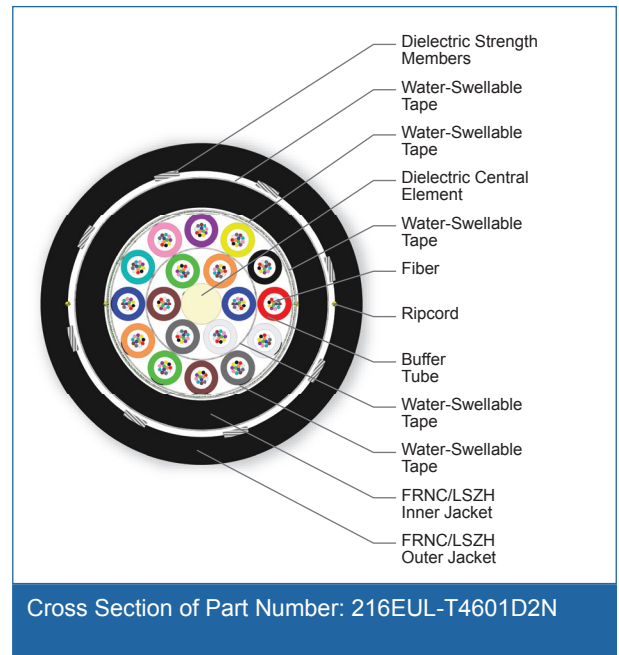 Dielectric Strength
Members
Water-Swellable
Tape
Water-Swellable
Tape
Dielectric Central
Element
Water-Swellable
Tape
Fiber
Ripcord
Buffer
Tube
Water-Swellable
Tape
Water-Swellable
Tape
FRNC/LSZH
Inner Jacket
FRNC/LSZH
Outer Jacket
Cross Section of Part Number: 216EUL-T4601D2N